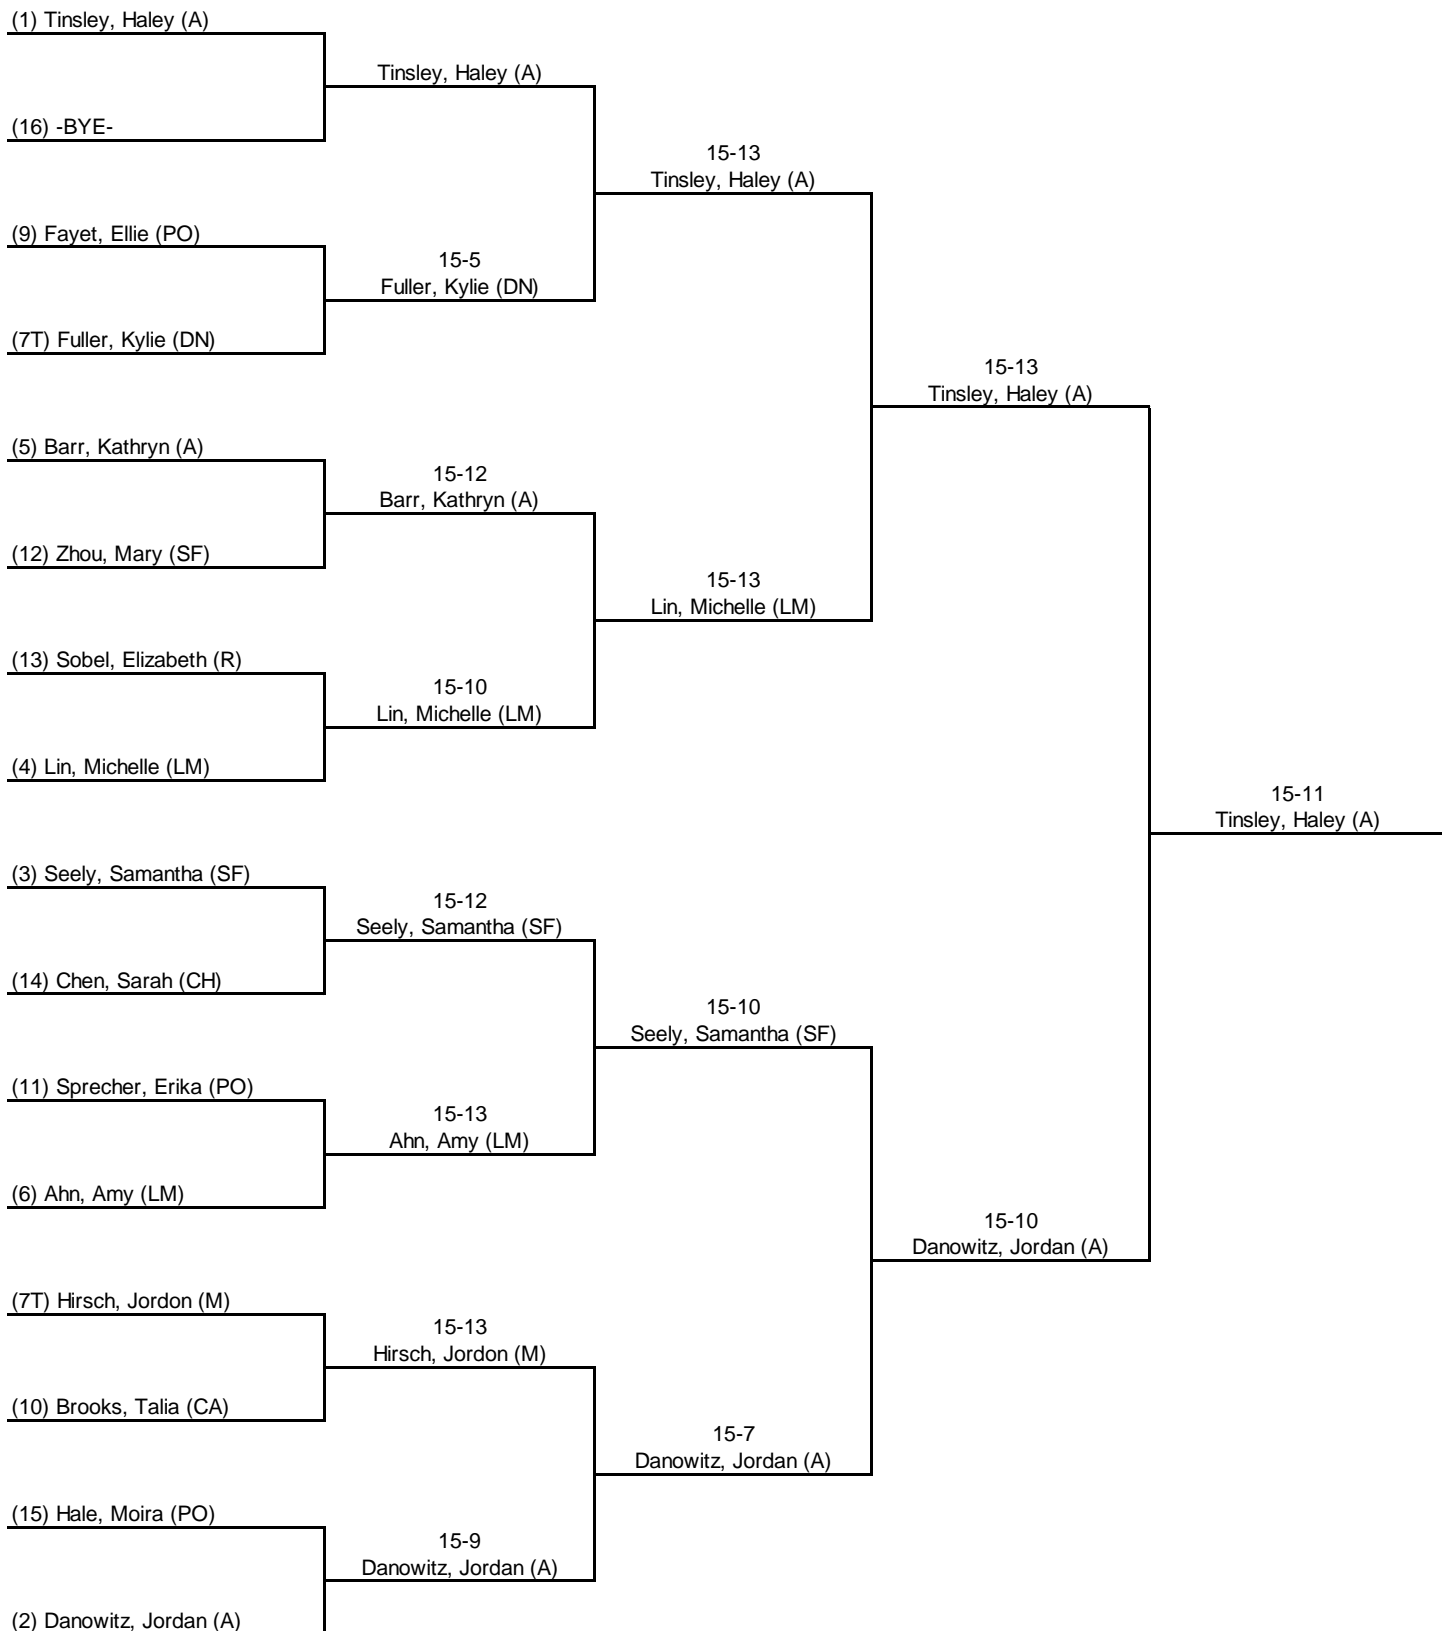 (1) Tinsley, Haley (A)
Tinsley, Haley (A)
(16) -BYE-
15-13
Tinsley, Haley (A)
(9) Fayet, Ellie (PO)
15-5
Fuller, Kylie (DN)
(7T) Fuller, Kylie (DN)
15-13
Tinsley, Haley (A)
(5) Barr, Kathryn (A)
15-12
Barr, Kathryn (A)
(12) Zhou, Mary (SF)
15-13
Lin, Michelle (LM)
(13) Sobel, Elizabeth (R)
15-10
Lin, Michelle (LM)
(4) Lin, Michelle (LM)
15-11
Tinsley, Haley (A)
(3) Seely, Samantha (SF)
15-12
Seely, Samantha (SF)
(14) Chen, Sarah (CH)
15-10
Seely, Samantha (SF)
(11) Sprecher, Erika (PO)
15-13
Ahn, Amy (LM)
(6) Ahn, Amy (LM)
15-10
Danowitz, Jordan (A)
(7T) Hirsch, Jordon (M)
15-13
Hirsch, Jordon (M)
(10) Brooks, Talia (CA)
15-7
Danowitz, Jordan (A)
(15) Hale, Moira (PO)
15-9
Danowitz, Jordan (A)
(2) Danowitz, Jordan (A)